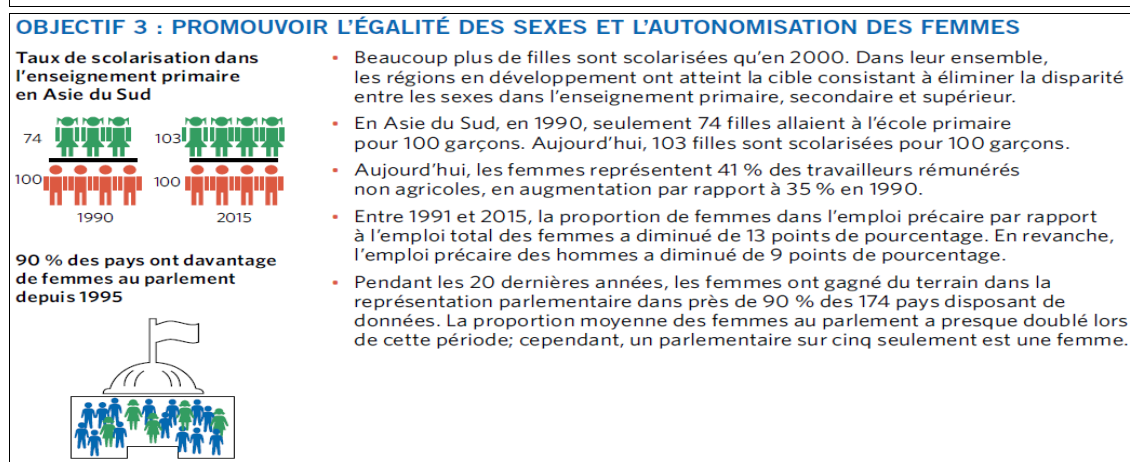 OBJECTIF 3 : PROMOUVOIR L’ÉGALITÉ DES SEXES ET L’AUTONOMISATION DES FEMMES
Taux de scolarisation dans
l’enseignement primaire
en Asie du Sud
74
103
100
100
1990
2015
90 % des pays ont davantage
de femmes au parlement
depuis 1995
• Beaucoup plus de filles sont scolarisées qu’en 2000. Dans leur ensemble,
les régions en développement ont atteint la cible consistant à éliminer la disparité
entre les sexes dans l’enseignement primaire, secondaire et supérieur.
• En Asie du Sud, en 1990, seulement 74 filles allaient à l’école primaire
pour 100 garçons. Aujourd’hui, 103 filles sont scolarisées pour 100 garçons.
• Aujourd’hui, les femmes représentent 41 % des travailleurs rémunérés
non agricoles, en augmentation par rapport à 35 % en 1990.
• Entre 1991 et 2015, la proportion de femmes dans l’emploi précaire par rapport
à l’emploi total des femmes a diminué de 13 points de pourcentage. En revanche,
l’emploi précaire des hommes a diminué de 9 points de pourcentage.
• Pendant les 20 dernières années, les femmes ont gagné du terrain dans la
représentation parlementaire dans près de 90 % des 174 pays disposant de
données. La proportion moyenne des femmes au parlement a presque doublé lors
de cette période; cependant, un parlementaire sur cinq seulement est une femme.